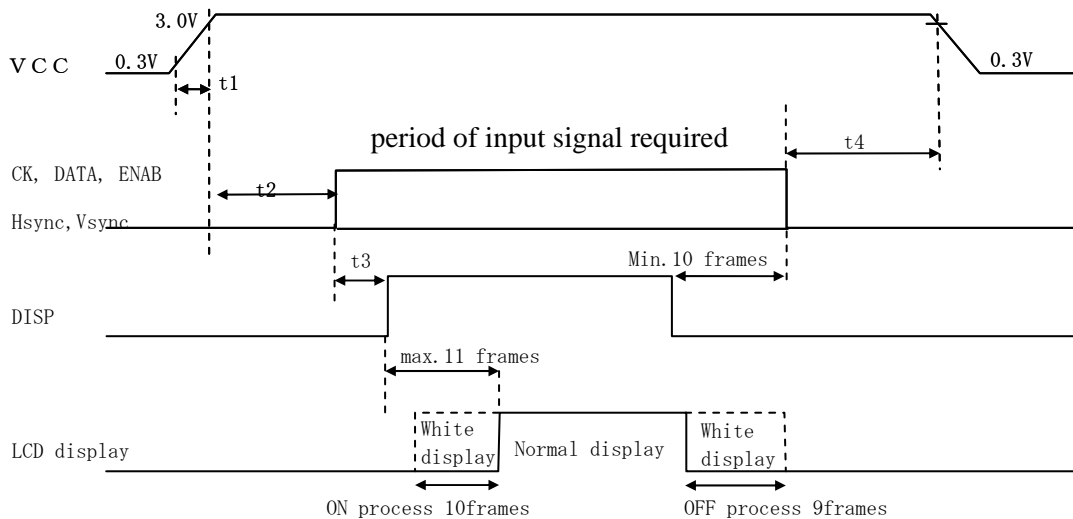 3.0V
0.3V
VCC
0.3V
t1
period of input signal required
t4
CK, DATA, ENAB
t2
Hsync,Vsync
t3
Min.10 frames
DISP
max.11 frames
White
display
Normal display
White
display
LCD display
ON process 10frames
OFF process 9frames